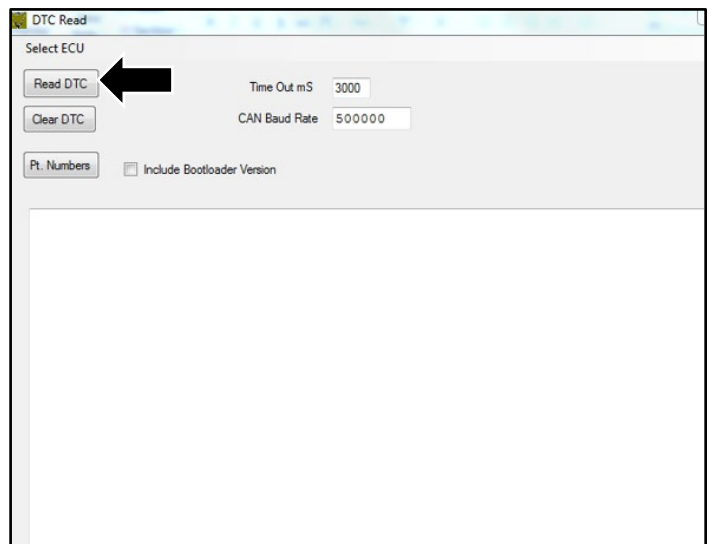 DTC Read
Select ECU
Read DTC
Time Out mS 3000
Clear DTC
CAN Baud Rate 500000
Pt. Numbers
Include Bootloader Version